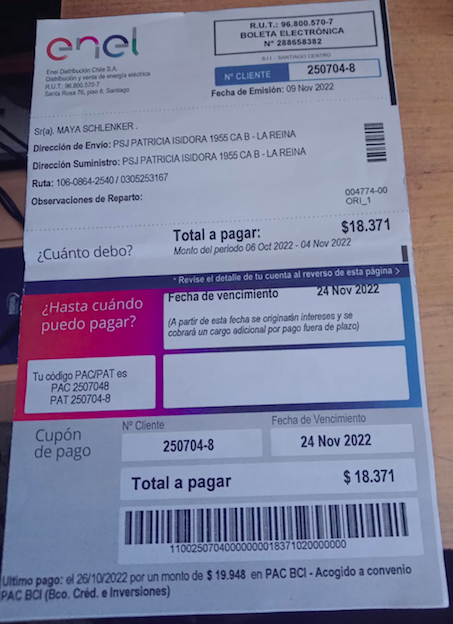 enel
Enel Distribución Chile S.A.
Distribución y venta de energía eléctrica
R.U.T.: 96.800.570-7
Santa Rosa 76, piso 8, Santiago
R.U.T.: 96.800.570-7
BOLETA ELECTRÓNICA
N° 288658382
S.I.I. - SANTIAGO CENTRO
N° CLIENTE 250704-8
Fecha de Emisión: 09 Nov 2022
Sr(a). MAYA SCHLENKER .
Dirección de Envio: PSJ PATRICIA ISIDORA 1955 CA B - LA REINA
Dirección Suministro: PSJ PATRICIA ISIDORA 1955 CA B - LA REINA
Ruta: 106-0864-2540 / 0305253167
Observaciones de Reparto:
004774-00
ORI_1
¿Cuánto debo?
Total a pagar: $18.371
Monto del periodo 06 Oct 2022 - 04 Nov 2022
* Revise el detalle de tu cuenta al reverso de esta página >
¿Hasta cuándo
puedo pagar?
Fecha de vencimiento 24 Nov 2022
(A partir de esta fecha se originarán intereses y se
cobrará un cargo adicional por pago fuera de plazo)
Tu código PAC/PAT es
PAC 2507048
PAT 250704-8
Cupón
de pago
Nº Cliente
250704-8
Fecha de Vencimiento
24 Nov 2022
Total a pagar $ 18.371
11002507040000000018371020000000
Ultimo pago: el 26/10/2022 por un monto de $ 19.948 en PAC BCI - Acogido a convenio
PAC BCI (Bco. Créd. e Inversiones)